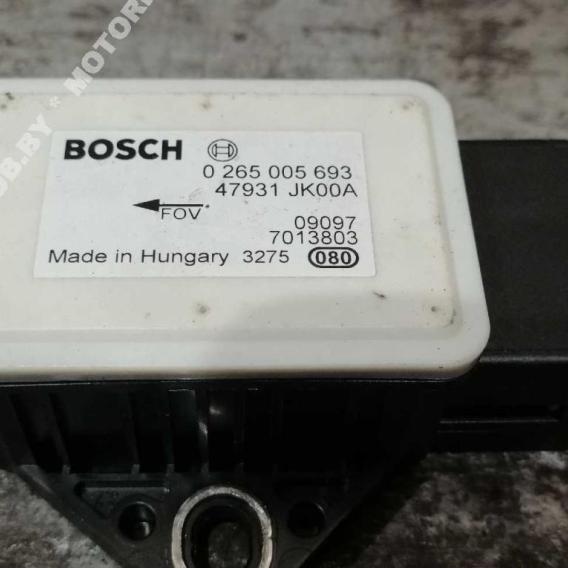 BOSCH
0 265 005 693
47931 JK00A
FOV
09097
7013803
Made in Hungary 3275 080